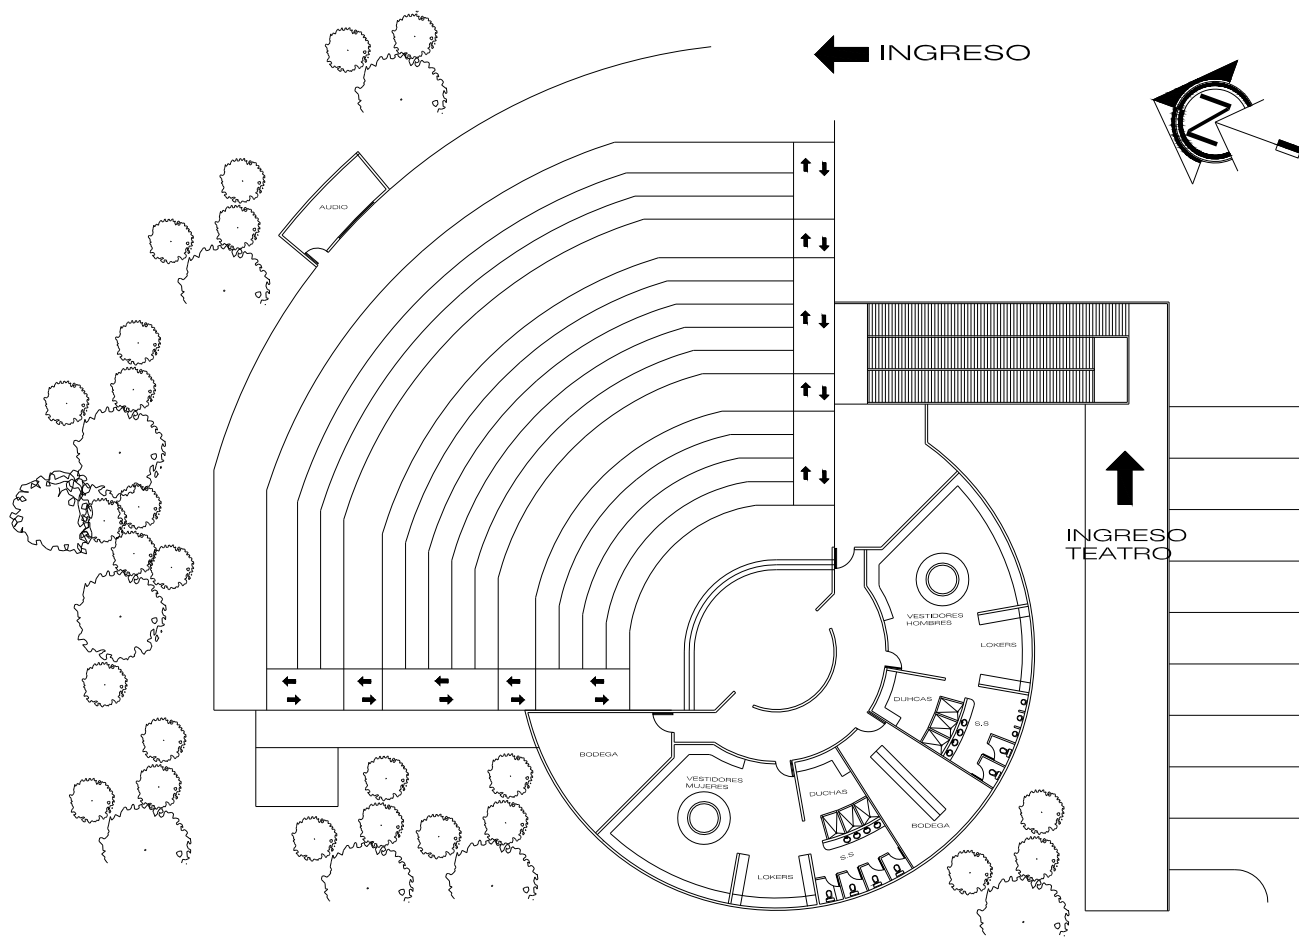 INGRESO
N
AUDIO
INGRESO
TEATRO
VESTIDORES
HOMBRES
LOKERS
DUHCAS
S.S
BODEGA
VESTIDORES
MUJERES
DUCHAS
BODEGA
S.S
LOKERS